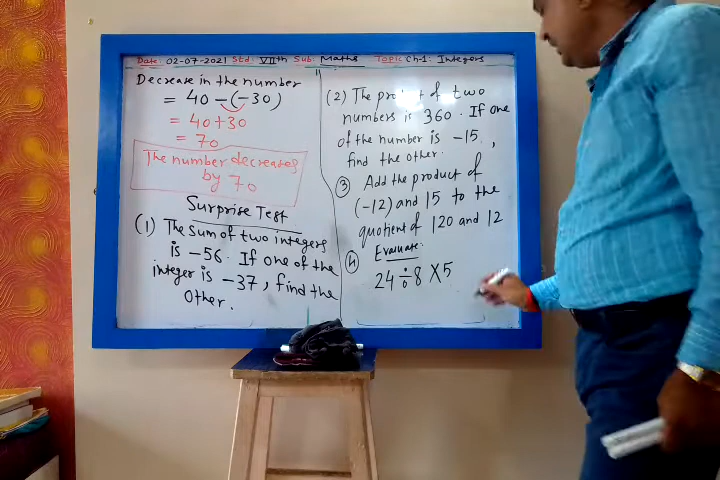 Date: 02-07-2021 Std: VIIth Sub: Maths Topic: Ch-1: Integers
Decrease in the number
= 40 - (-30)
= 40 + 30
= 70
The number decreases
by 70
Surprise Test
(1) The Sum of two integers
is -56. If one of the
integer is -37, find the
Other.
(2) The product of two
numbers is 360. If one
of the number is -15,
find the other.
(3) Add the product of
(-12) and 15 to the
quotient of 120 and 12
(4) Evaluate:
24 ÷ 8 X 5